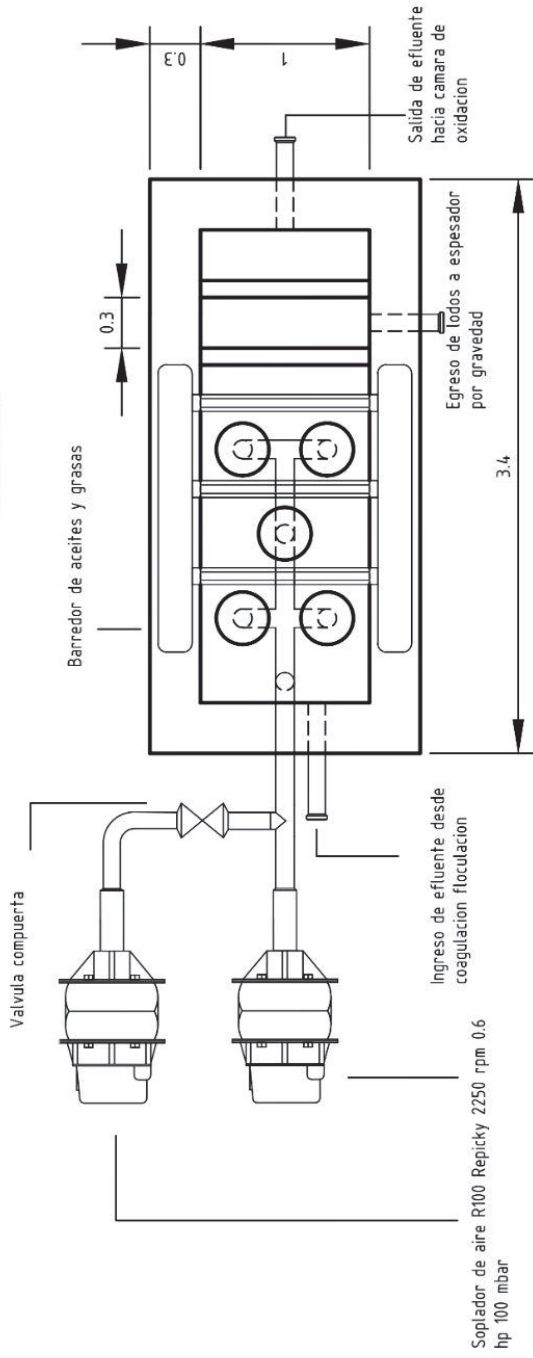 Valvula compuerta
Barredor de aceites y grasas
0.3
0.3
1
Salida de efluente
hacia camara de
oxidacion
Egreso de lodos a espesador
por gravedad
3.4
Ingreso de efluente desde
coagulacion floculacion
Soplador de aire R100 Repicky 2250 rpm 0.6
hp 100 mbar